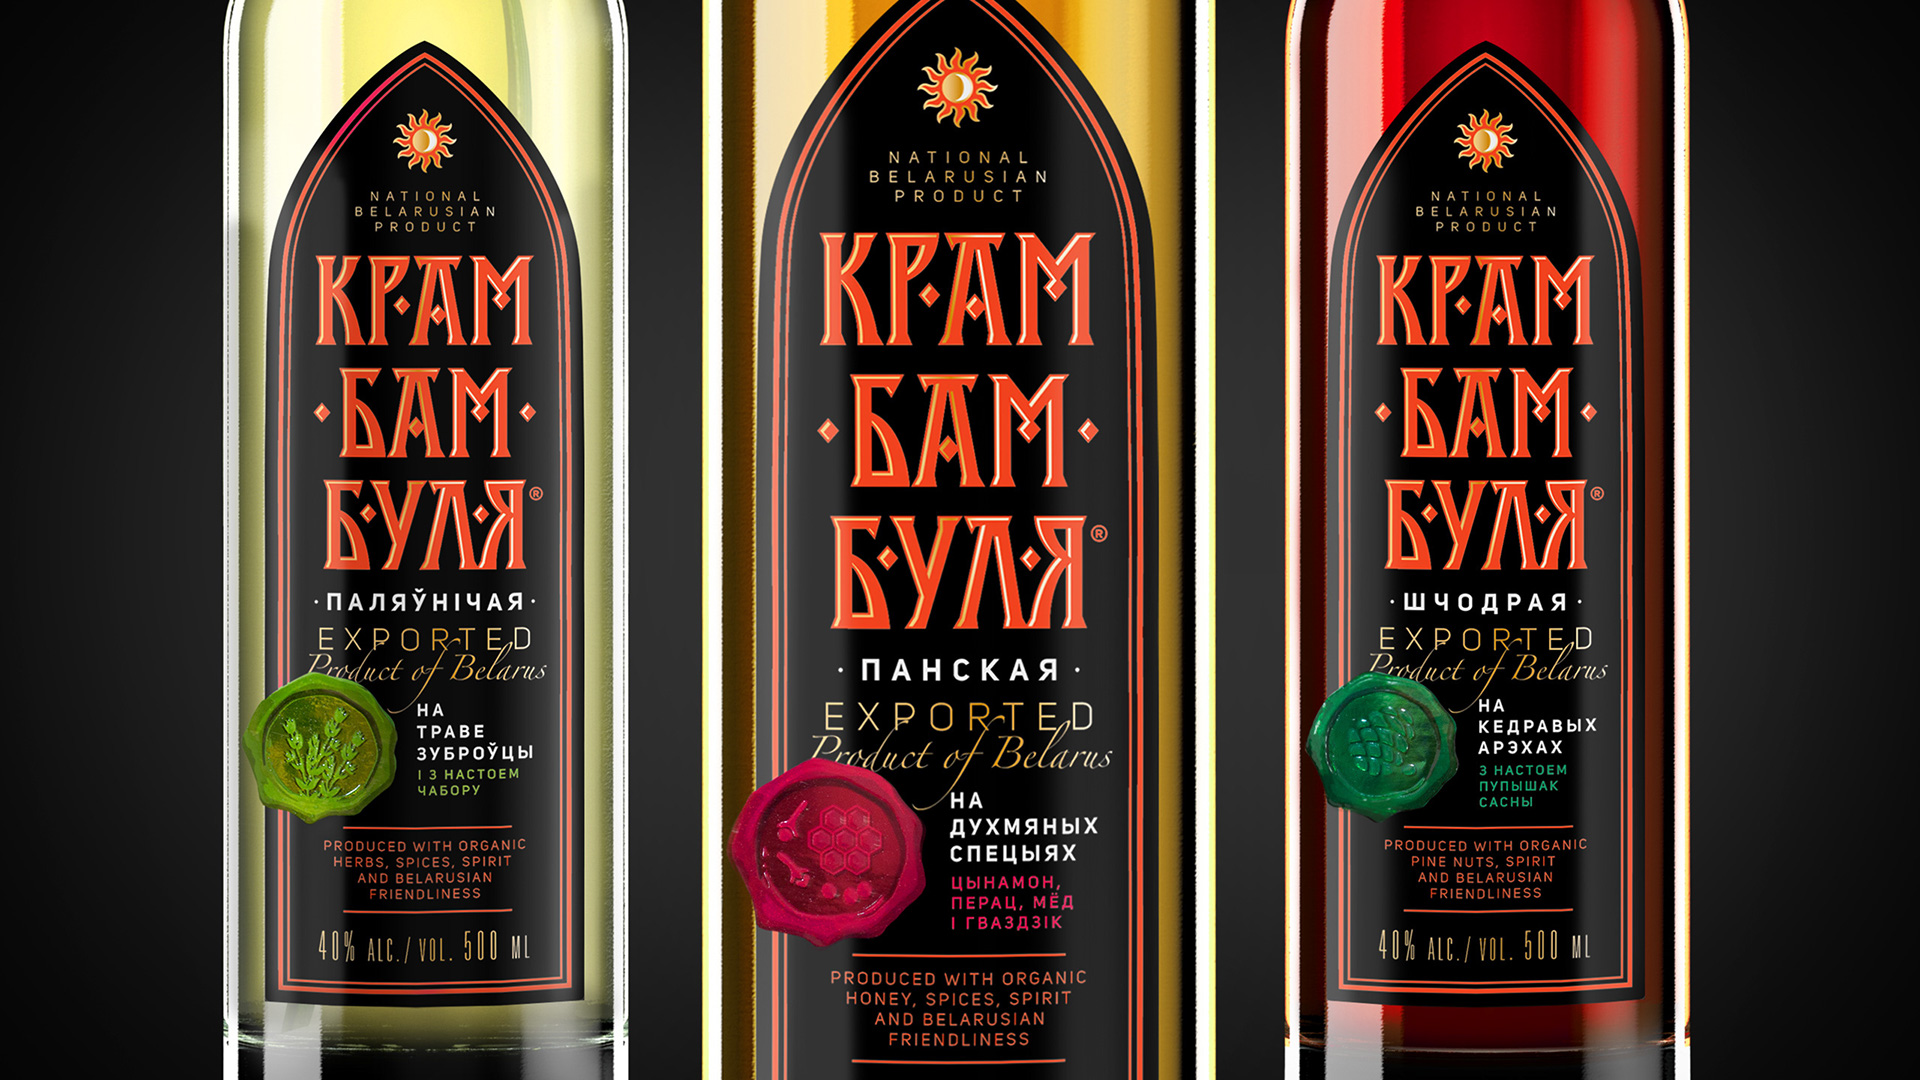 NATIONAL
BELARUSIAN
PRODUCT
КРАМ
·БАМ·
БУЛЯ®
·ПАЛЯЎНІЧАЯ·
EXPORTED
Product of Belarus
НА
ТРАВЕ
ЗУБРОЎЦЫ
І З НАСТОЕМ
ЧАБОРУ
PRODUCED WITH ORGANIC
HERBS, SPICES, SPIRIT
AND BELARUSIAN
FRIENDLINESS
40% ALC./VOL. 500 ML
NATIONAL
BELARUSIAN
PRODUCT
КРАМ
·БАМ·
БУЛЯ®
·ПАНСКАЯ·
EXPORTED
Product of Belarus
НА
ДУХМЯНЫХ
СПЕЦЫЯХ
ЦЫНАМОН,
ПЕРАЦ, МЁД
І ГВАЗДЗІК
PRODUCED WITH ORGANIC
HONEY, SPICES, SPIRIT
AND BELARUSIAN
FRIENDLINESS
NATIONAL
BELARUSIAN
PRODUCT
КРАМ
·БАМ·
БУЛЯ®
·ШЧОДРАЯ·
EXPORTED
Product of Belarus
НА
КЕДРАВЫХ
АРЭХАХ
З НАСТОЕМ
ПУПЫШАК
САСНЫ
PRODUCED WITH ORGANIC
PINE NUTS, SPIRIT
AND BELARUSIAN
FRIENDLINESS
40% ALC./VOL. 500 ML